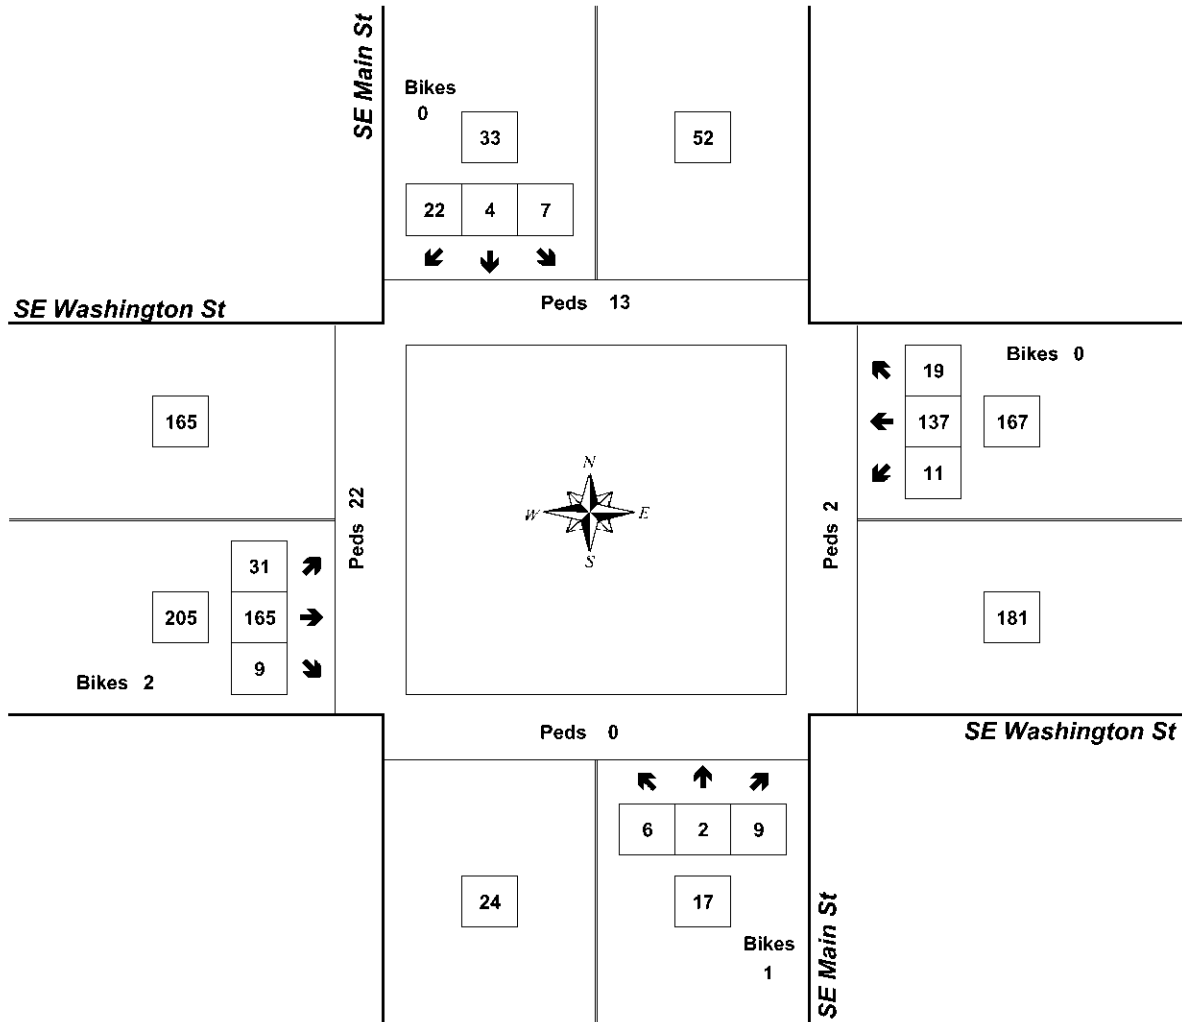 SE Main St
Bikes
0
33
52
22 4 7
Peds 13
SE Washington St
Bikes 0
19
165
137 167
11
N
W E
S
Peds 22
Peds 2
31
205 165
9
181
Bikes 2
Peds 0
SE Washington St
6 2 9
24
17
Bikes
1
SE Main St